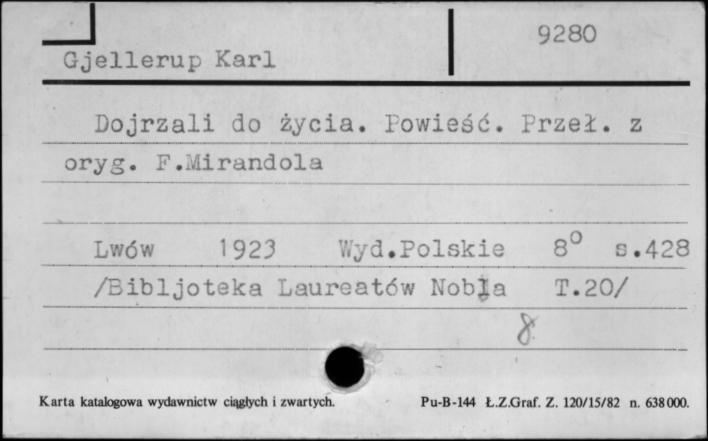 9280
Gjellerup Karl
Dojrzali do życia. Powieść. Przeł. z
oryg. F.Mirandola
Lwów 1923 Wyd.Polskie 8° s.428
/Bibljoteka Laureatów Nobla T.20/
8.
Karta katalogowa wydawnictw ciągłych i zwartych. Pu-B-144 Ł.Z.Graf. Z. 120/15/82 n. 638000.